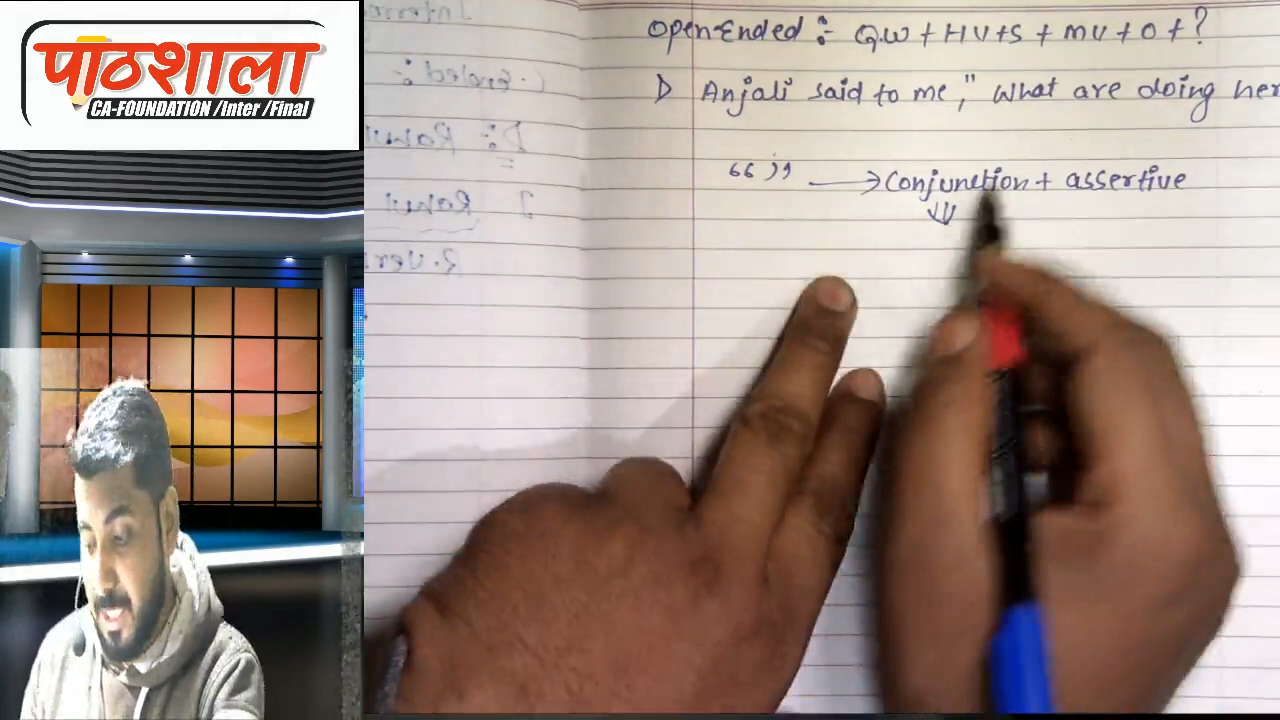 पाठशाला
CA-FOUNDATION /Inter /Final
Open-Ended :- QW + HV + S + MV + O + ?
D Anjali said to me," What are doing her
“ ” → Conjunction + assertive